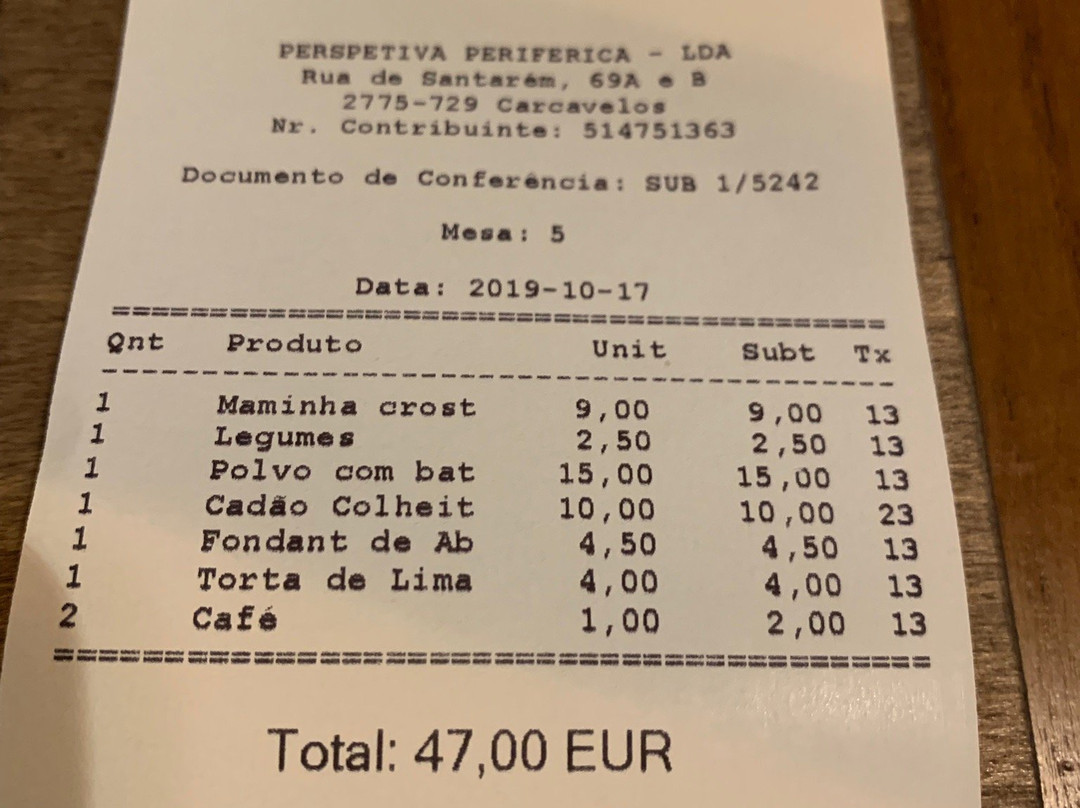 PERSPETIVA PERIFERICA - LDA
Rua de Santarém, 69A e B
2775-729 Carcavelos
Nr. Contribuinte: 514751363
Documento de Conferência: SUB 1/5242
Mesa: 5
Data: 2019-10-17
Qnt Produto Unit Subt Tx
1 Maminha crost 9,00 9,00 13
1 Legumes 2,50 2,50 13
1 Polvo com bat 15,00 15,00 13
1 Cadão Colheit 10,00 10,00 23
1 Fondant de Ab 4,50 4,50 13
1 Torta de Lima 4,00 4,00 13
2 Café 1,00 2,00 13
Total: 47,00 EUR